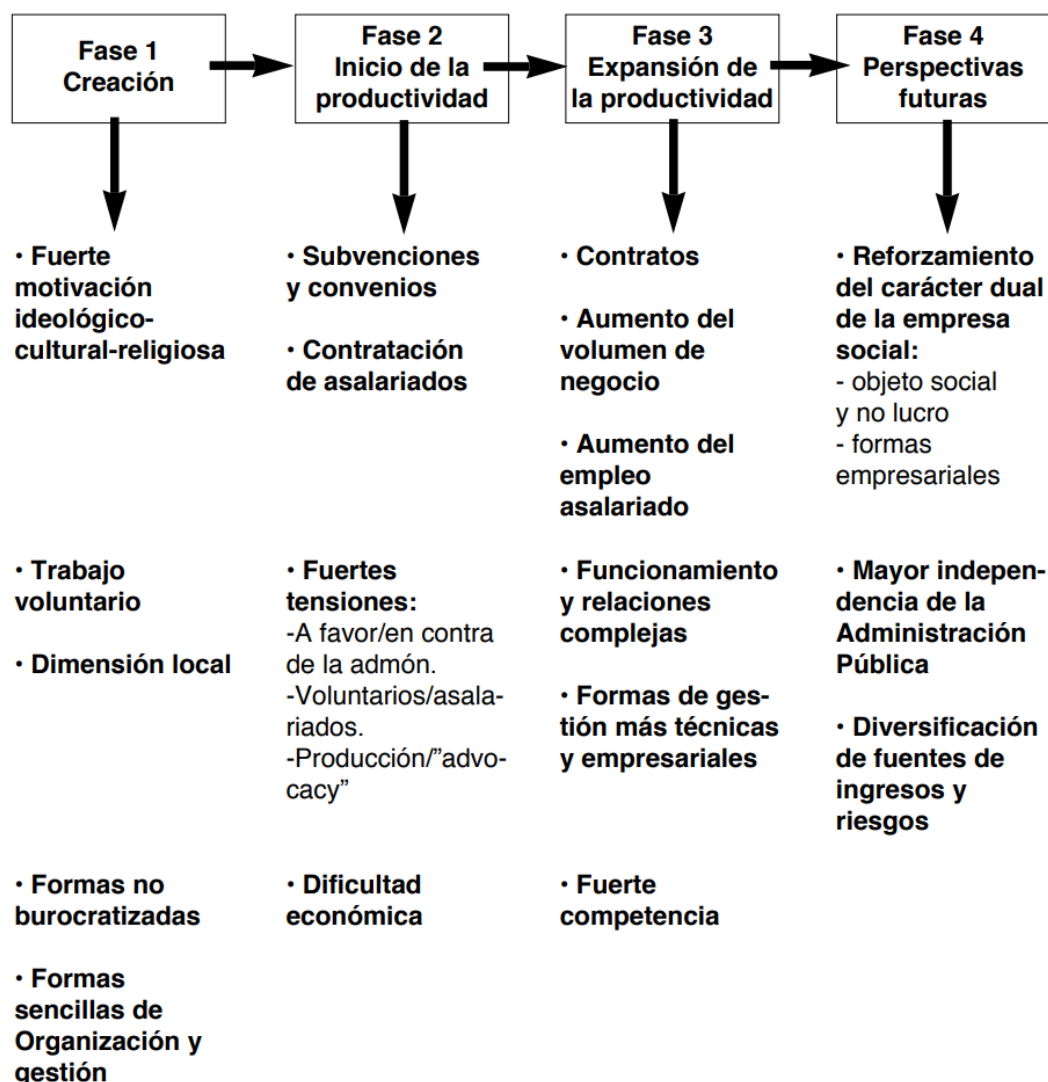 Fase 1
Creación
Fase 2
Inicio de la
productividad
Fase 3
Expansión de
la productividad
Fase 4
Perspectivas
futuras
· Fuerte
motivación
ideológico-
cultural-religiosa
· Trabajo
voluntario
· Dimensión local
· Formas no
burocratizadas
· Formas
sencillas de
Organización y
gestión
· Subvenciones
y convenios
· Contratación
de asalariados
· Fuertes
tensiones:
-A favor/en contra
de la admón.
-Voluntarios/asala-
riados.
-Producción/”advo-
cacy”
· Dificultad
económica
· Contratos
· Aumento del
volumen de
negocio
· Aumento del
empleo
asalariado
· Funcionamiento
y relaciones
complejas
· Formas de ges-
tión más técnicas
y empresariales
· Fuerte
competencia
· Reforzamiento
del carácter dual
de la empresa
social:
- objeto social
y no lucro
- formas
empresariales
· Mayor indepen-
dencia de la
Administración
Pública
· Diversificación
de fuentes de
ingresos y
riesgos